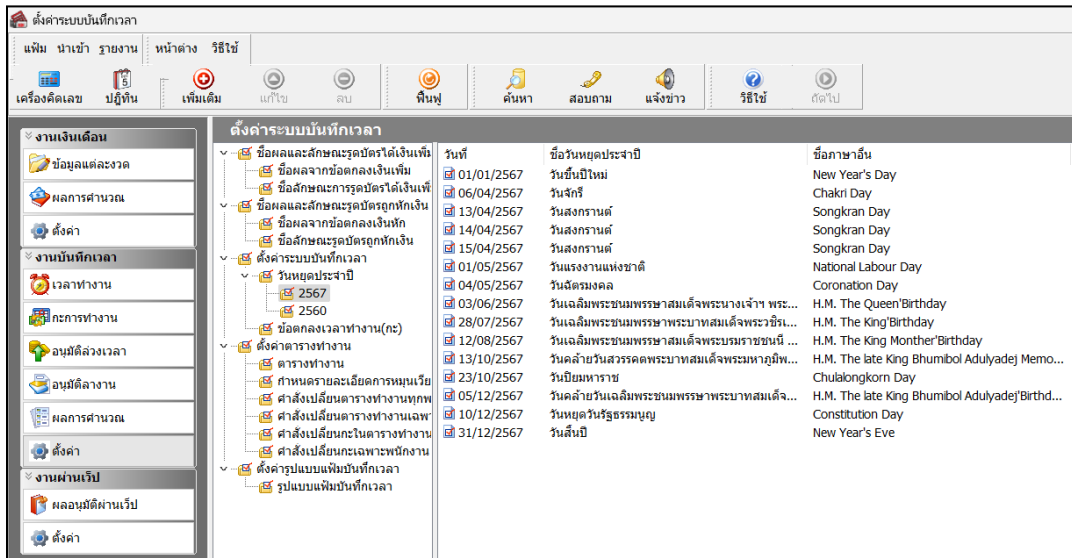 ตั้งค่าระบบบันทึกเวลา
แฟ้ม นำเข้า รายงาน หน้าต่าง วิธีใช้
เครื่องคิดเลข ปฎิทิน เพิ่มเติม แก้ไข ลบ ฟื้นฟู ค้นหา สอบถาม แจ้งข่าว วิธีใช้ ถัดไป
งานเงินเดือน
ข้อมูลแต่ละงวด
ผลการคำนวณ
ตั้งค่า
งานบันทึกเวลา
เวลาทำงาน
กะการทำงาน
อนุมัติล่วงเวลา
อนุมัติลางาน
ผลการคำนวณ
ตั้งค่า
งานผ่านเว็ป
ผลอนุมัติผ่านเว็ป
ตั้งค่า
ตั้งค่าระบบบันทึกเวลา
ชื่อผลและลักษณะรูดบัตรได้เงินเพิ่ม
ชื่อผลจากข้อตกลงเงินเพิ่ม
ชื่อลักษณะการรูดบัตรได้เงินเพิ่
ชื่อผลและลักษณะรูดบัตรถูกหักเงิน
ชื่อผลจากข้อตกลงเงินหัก
ชื่อลักษณะรูดบัตรถูกหักเงิน
ตั้งค่าระบบบันทึกเวลา
วันหยุดประจำปี
2567
2560
ข้อตกลงเวลาทำงาน(กะ)
ตั้งค่าตารางทำงาน
ตารางทำงาน
กำหนดรายละเอียดการหมุนเวีย
คำสั่งเปลี่ยนตารางทำงานทุกพ
คำสั่งเปลี่ยนตารางทำงานเฉพา
คำสั่งเปลี่ยนกะในตารางทำงาน
คำสั่งเปลี่ยนกะเฉพาะพนักงาน
ตั้งค่ารูปแบบแฟ้มบันทึกเวลา
รูปแบบแฟ้มบันทึกเวลา
วันที่ ชื่อวันหยุดประจำปี ชื่อภาษาอื่น
01/01/2567 วันขึ้นปีใหม่ New Year's Day
06/04/2567 วันจักรี Chakri Day
13/04/2567 วันสงกรานต์ Songkran Day
14/04/2567 วันสงกรานต์ Songkran Day
15/04/2567 วันสงกรานต์ Songkran Day
01/05/2567 วันแรงงานแห่งชาติ National Labour Day
04/05/2567 วันฉัตรมงคล Coronation Day
03/06/2567 วันเฉลิมพระชนมพรรษาสมเด็จพระนางเจ้าฯ พระ... H.M. The Queen'Birthday
28/07/2567 วันเฉลิมพระชนมพรรษาพระบาทสมเด็จพระวชิรเ... H.M. The King'Birthday
12/08/2567 วันเฉลิมพระชนมพรรษาสมเด็จพระบรมราชชนนี ... H.M. The King Monther'Birthday
13/10/2567 วันคล้ายวันสวรรคตพระบาทสมเด็จพระมหาภูมิพ... H.M. The late King Bhumibol Adulyadej Memo...
23/10/2567 วันปิยมหาราช Chulalongkorn Day
05/12/2567 วันคล้ายวันเฉลิมพระชนมพรรษาพระบาทสมเด็จ... H.M. The late King Bhumibol Adulyadej'Birthd...
10/12/2567 วันหยุดวันรัฐธรรมนูญ Constitution Day
31/12/2567 วันสิ้นปี New Year's Eve